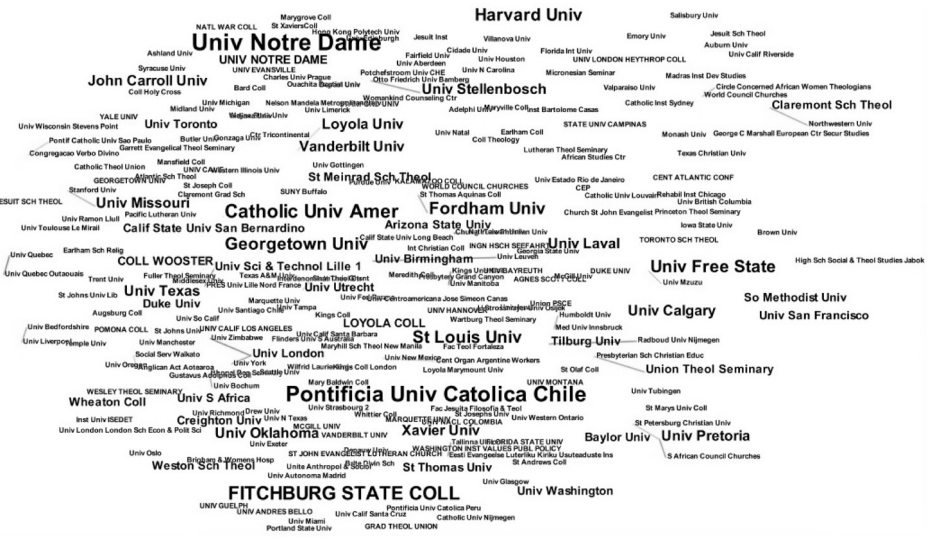 Harvard Univ
Salisbury Univ
Marygrove Coll
NATL WAR COLL
St XaviersColl
Hong Kong Polytech Univ
Jesuit Inst
Villanova Univ
Emory Univ
Jesuit Sch Theol
Univ Notre Dame
Auburn Univ
Ashland Univ
Cidade Univ
Florida Int Univ
Univ Calif Riverside
UNIV NOTRE DAME
Fairfield Univ
Univ Houston
UNIV LONDON HEYTHROP COLL
Univ Aberdeen
Syracuse Univ
UNIV EVANSVILLE
Potchefstroom Univ CHE
Univ N Carolina
Micronesian Seminar
Charles Univ Prague
Otto Friedrich Univ Bamberg
Madras Inst Dev Studies
John Carroll Univ
Bard Coll
Univ Stellenbosch
Valparaiso Univ
Circle Concerned African Women Theologians
Coll Holy Cross
World Council Churches
Womankind Counseling Ctr
Univ Michigan
Catholic Inst Sydney
Claremont Sch Theol
Midland Univ
Univ Limerick
Adelphi Univ
Maryville Coll
Inst Bartolome Casas
YALE UNIV
Univ Toronto
Loyola Univ
STATE UNIV CAMPINAS
Northwestern Univ
Univ Wisconsin Stevens Point
Ctr Tricontinental
Univ Natal
Earlham Coll
Monash Univ
George C Marshall European Ctr Secur Studies
Pontif Catholic Univ Sao Paulo
Butler Univ
Gonzaga Univ
Coll Theology
Garrett Evangelical Theol Seminary
Vanderbilt Univ
Lutheran Theol Seminary
Congregacao Verbo Divino
African Studies Ctr
Texas Christian Univ
Mansfield Coll
Univ Gottingen
Catholic Theol Union
Western Illinois Univ
Atlantic Sch Theol
St Meinrad Sch Theol
Univ Estado Rio de Janeiro
CENT ATLANTIC CONF
GEORGETOWN UNIV
St Joseph Coll
WORLD COUNCIL CHURCHES
CEP
Stanford Univ
Claremont Grad Sch
SUNY Buffalo
St Thomas Aquinas Coll
Catholic Univ Louvain
Rehabil Inst Chicago
Univ Missouri
Univ British Columbia
Catholic Univ Amer
Fordham Univ
Church St John Evangelist
Princeton Theol Seminary
Pacific Lutheran Univ
Univ Ramon Llull
Arizona State Univ
Iowa State Univ
Univ Toulouse Le Mirail
Calif State Univ San Bernardino
Brown Univ
Calif State Univ Long Beach
TORONTO SCH THEOL
Georgetown Univ
Int Christian Coll
INGN HSCH SEEFAHRT
Univ Laval
Earlham Sch Relig
Georgia State Univ
Univ Quebec
Univ Leuven
COLL WOOSTER
Univ Birmingham
High Sch Social & Theol Studies Jabok
Univ Sci & Technol Lille 1
Univ Free State
DUKE UNIV
Univ Quebec Outaouais
Fuller Theol Seminary
Texas A&M Univ
Meredith Coll
Presbytery Grand Canyon
McGill Univ
Trent Univ
PRES Univ Lille Nord France
Univ Utrecht
Univ Manitoba
AGNES SCOTT COLL
Univ Mzuzu
Univ Texas
St Johns Univ Lib
So Methodist Univ
Duke Univ
Marquette Univ
Univ Centroamericana Jose Simeon Canas
Union PSCE
Univ Santiago Chile
Univ Tampa
UNIV HANNOVER
Univ Calgary
Augsburg Coll
Univ So Calif
Kings Coll
Humboldt Univ
Univ San Francisco
LOYOLA COLL
Wartburg Theol Seminary
Univ Bedfordshire
POMONA COLL
St Johns Univ
UNIV CALIF LOS ANGELES
Med Univ Innsbruck
Univ Zimbabwe
Univ Calif Santa Barbara
St Louis Univ
Univ Liverpool
Temple Univ
Univ Manchester
Flinders Univ S Australia
Maryhill Sch Theol New Manila
Fac Teol Fortaleza
Tilburg Univ
Radboud Univ Nijmegen
Social Serv Waikato
Univ London
Univ New Mexico
Cent Organ Argentine Workers
Presbyterian Sch Christian Educ
Univ Oregon
Anglican Act Aotearoa
Univ York
Wilfrid Laurier
Kings Coll London
Loyola Marymount Univ
St Olaf Coll
Union Theol Seminary
Gustavus Adolphus Coll
Univ Bochum
Mary Baldwin Coll
UNIV MONTANA
WESLEY THEOL SEMINARY
Pontificia Univ Catolica Chile
Univ Tubingen
Wheaton Coll
Univ S Africa
Univ Strasbourg 2
Fac Jesuita Filosofia & Teol
St Marys Univ Coll
Univ Richmond
Drew Univ
Whittier Coll
St Josephs Univ
Inst Univ ISEDET
Creighton Univ
Univ N Texas
MARQUETTE UNIV
UNIV NACL COLOMBIA
Univ Western Ontario
St Petersburg Christian Univ
MCGILL UNIV
Univ London London Sch Econ & Polit Sci
Univ Oklahoma
VANDERBILT UNIV
Xavier Univ
Baylor Univ
Univ Pretoria
Univ Exeter
Tallinna Ulikool
FLORIDA STATE UNIV
WASHINGTON INST VALUES PUBL POLICY
Univ Oslo
ST JOHN EVANGELIST LUTHERAN CHURCH
Eesti Evangeelse Luterliku Kiriku Usuteaduste Ins
S African Council Churches
Brigham & Womens Hosp
St Andrews Coll
Weston Sch Theol
Unite Anthropol & Sociol
St Thomas Univ
Univ Autonoma Madrid
Univ Glasgow
FITCHBURG STATE COLL
Univ Washington
UNIV GUELPH
Pontificia Univ Catolica Peru
UNIV ANDRES BELLO
Univ Calif Santa Cruz
Catholic Univ Nijmegen
Univ Miami
Portland State Univ
GRAD THEOL UNION